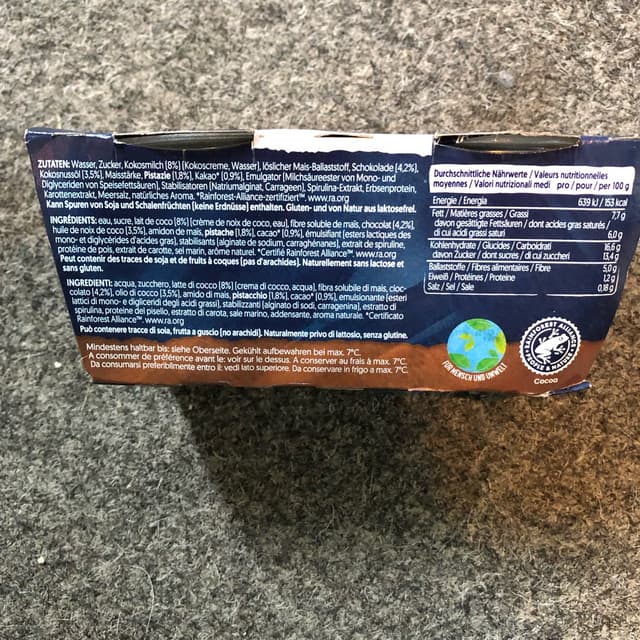 ZUTATEN: Wasser, Zucker, Kokosmilch (8%) [Kokoscreme, Wasser], löslicher Mais-Ballaststoff, Schokolade (4,2%),
Kokosnussöl (3,5%), Maisstärke, Pistazie (1,8%), Kakao* (0,9%), Emulgator (Milchsäureester von Mono- und
Diglyceriden von Speisefettsäuren), Stabilisatoren (Natriumalginat, Carrageen), Spirulina-Extrakt, Erbsenprotein,
Karottenextrakt, Meersalz, natürliches Aroma. *Rainforest-Alliance-zertifiziert™. www.ra.org
Kann Spuren von Soja und Schalenfrüchten [keine Erdnüsse] enthalten. Gluten- und von Natur aus laktosefrei.
INGRÉDIENTS: eau, sucre, lait de coco (8%) [crème de noix de coco, eau], fibre soluble de maïs, chocolat (4,2%),
huile de noix de coco (3,5%), amidon de maïs, pistache (1,8%), cacao* (0,9%), émulsifiant (esters lactiques des
mono- et diglycérides d'acides gras), stabilisants (alginate de sodium, carraghénanes), extrait de spiruline,
protéine de pois, extrait de carotte, sel marin, arôme naturel. *Certifié Rainforest Alliance™. www.ra.org
Peut contenir des traces de soja et de fruits à coques [pas d'arachides]. Naturellement sans lactose et
sans gluten.
INGREDIENTI: acqua, zucchero, latte di cocco (8%) [crema di cocco, acqua], fibra solubile di mais, cioc-
colato (4,2%), olio di cocco (3,5%), amido di mais, pistacchio (1,8%), cacao* (0,9%), emulsionante (esteri
lattici di mono- e digliceridi degli acidi grassi), stabilizzanti (alginato di sodio, carragenina), estratto di
spirulina, proteine del pisello, estratto di carota, sale marino, addensante, aroma naturale. *Certificato
Rainforest Alliance™. www.ra.org
Può contenere tracce di soia, frutta a guscio [no arachidi]. Naturalmente privo di lattosio, senza glutine.
Mindestens haltbar bis: siehe Oberseite. Gekühlt aufbewahren bei max. 7°C.
A consommer de préférence avant le: voir sur le dessus. A conserver au frais à max. 7°C.
Da consumarsi preferibilmente entro il: vedi lato superiore. Da conservare in frigo a max. 7°C.
Durchschnittliche Nährwerte / Valeurs nutritionnelles
moyennes / Valori nutrizionali medi pro / pour / per 100 g
Energie / Energia 639 kJ / 153 kcal
Fett / Matières grasses / Grassi 7,7 g
davon gesättigte Fettsäuren / dont acides gras saturés /
di cui acidi grassi saturi 6,0 g
Kohlenhydrate / Glucides / Carboidrati 16,6 g
davon Zucker / dont sucres / di cui zuccheri 13,4 g
Ballaststoffe / Fibres alimentaires / Fibre 5,0 g
Eiweiß / Protéines / Proteine 1,2 g
Salz / Sel / Sale 0,18 g
FÜR MENSCH UND UMWELT
RAINFOREST ALLIANCE
PEOPLE & NATURE
Cocoa